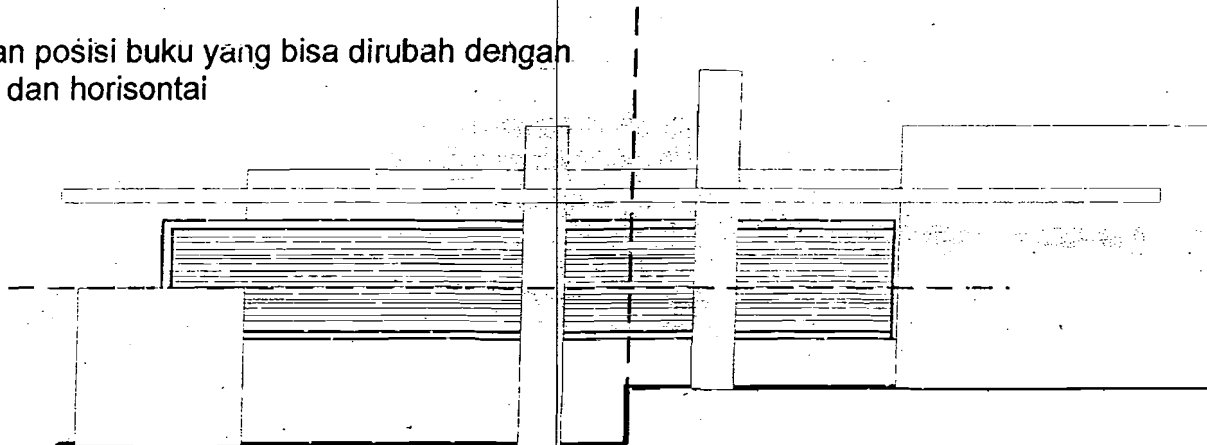 an posisi buku yang bisa dirubah dengan
dan horisontai